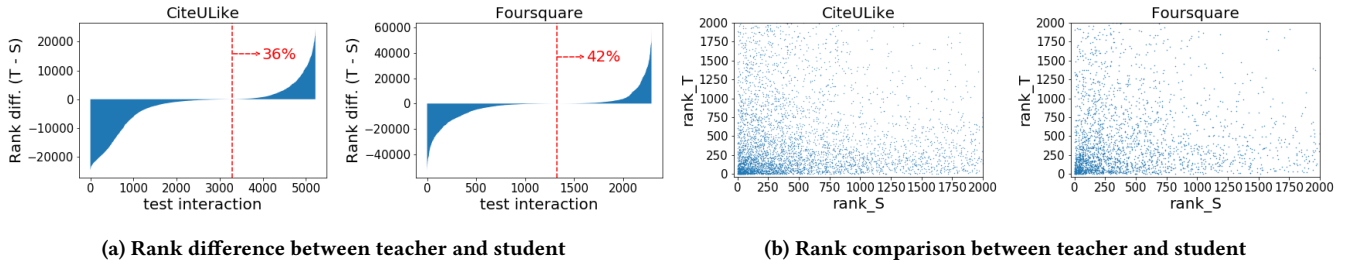 CiteULike
Rank diff. (T - S)
20000
10000
0
−10000
−20000
36%
0 1000 2000 3000 4000 5000
test interaction
Foursquare
Rank diff. (T - S)
60000
40000
20000
0
−20000
−40000
42%
0 500 1000 1500 2000
test interaction
(a) Rank difference between teacher and student
CiteULike
rank_T
2000
1750
1500
1250
1000
750
500
250
0
0 250 500 750 1000 1250 1500 1750 2000
rank_S
Foursquare
rank_T
2000
1750
1500
1250
1000
750
500
250
0
0 250 500 750 1000 1250 1500 1750 2000
rank_S
(b) Rank comparison between teacher and student